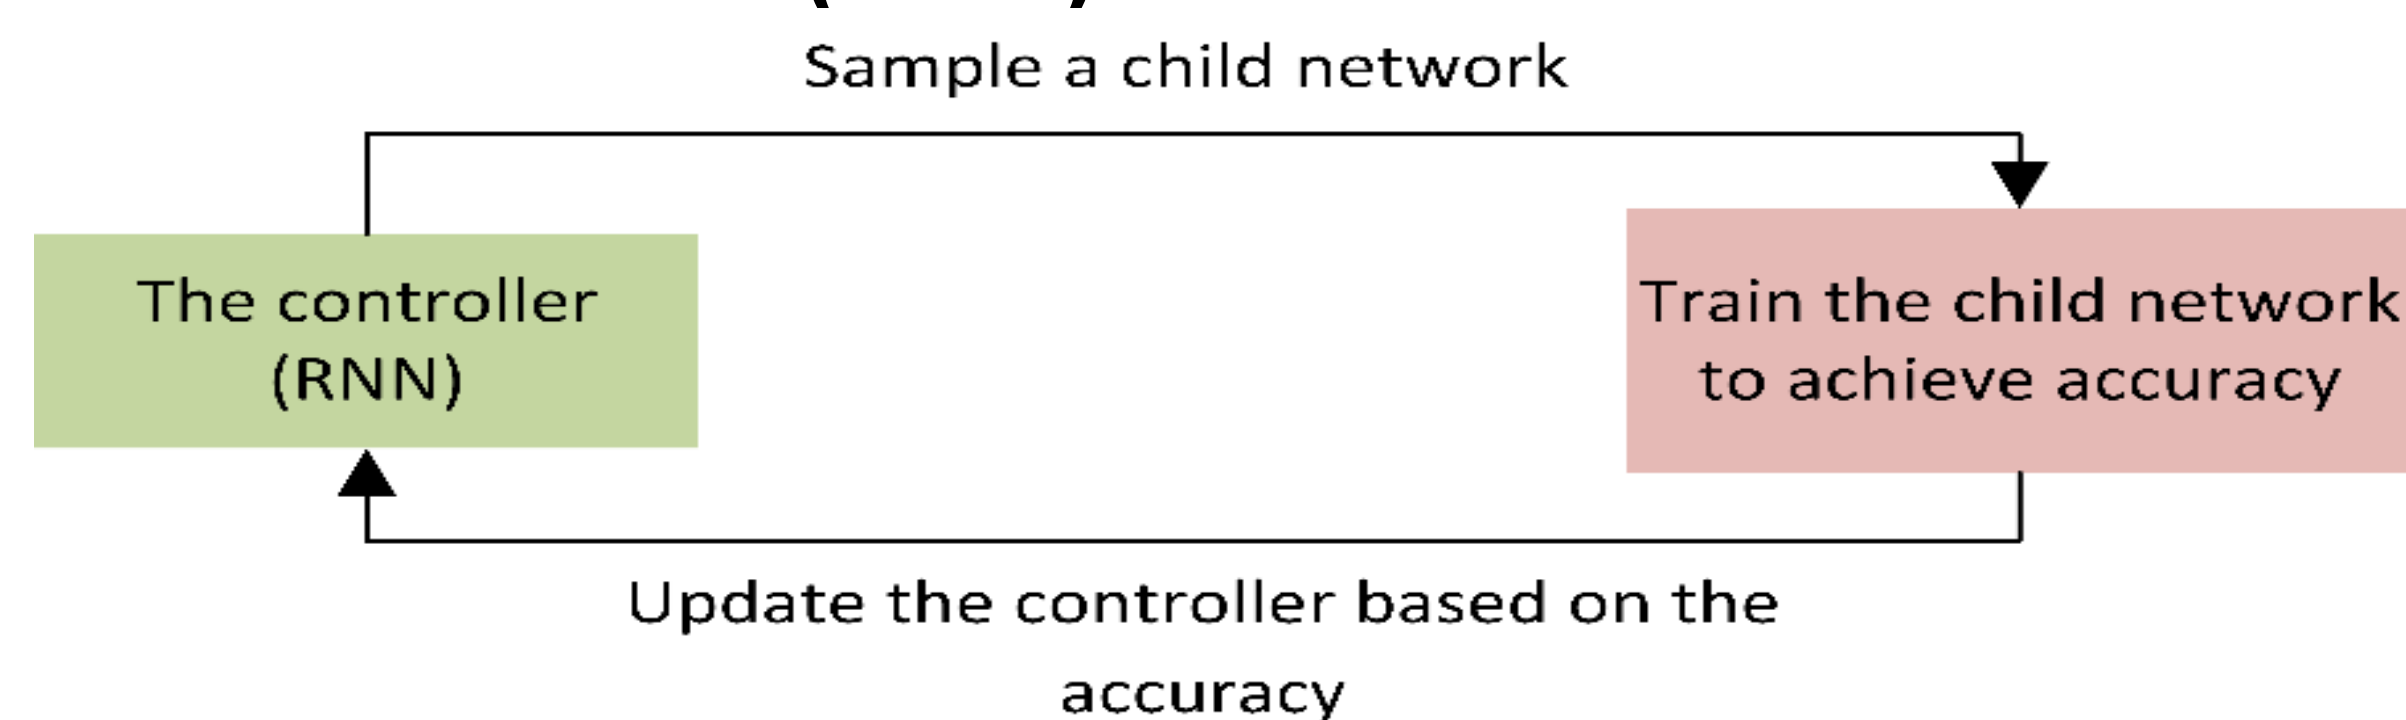 Sample a child network
The controller
(RNN)
Train the child network
to achieve accuracy
Update the controller based on the
accuracy